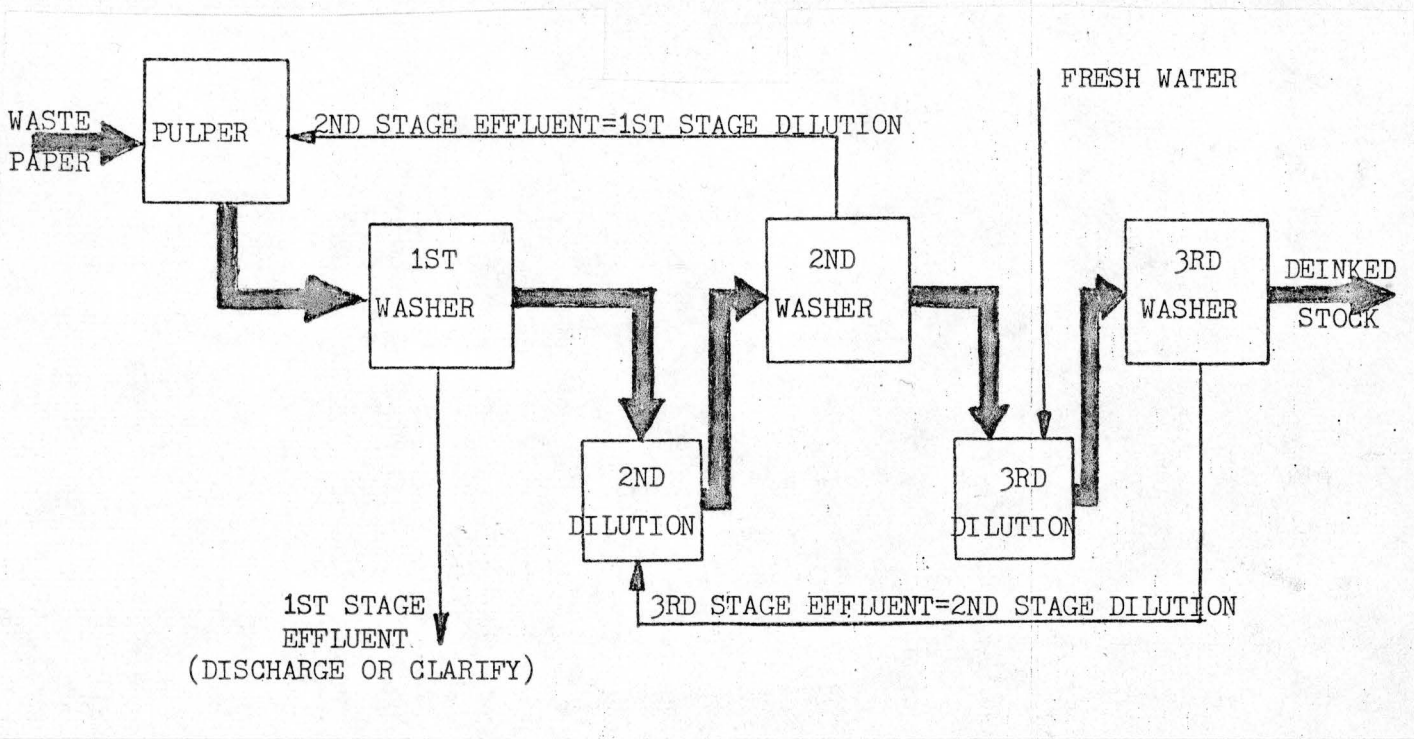 FRESH WATER
WASTE
PAPER
PULPER
2ND STAGE EFFLUENT=1ST STAGE DILUTION
1ST
WASHER
2ND
WASHER
3RD
WASHER
DEINKED
STOCK
2ND
DILUTION
3RD
DILUTION
1ST STAGE
EFFLUENT
(DISCHARGE OR CLARIFY)
3RD STAGE EFFLUENT=2ND STAGE DILUTION